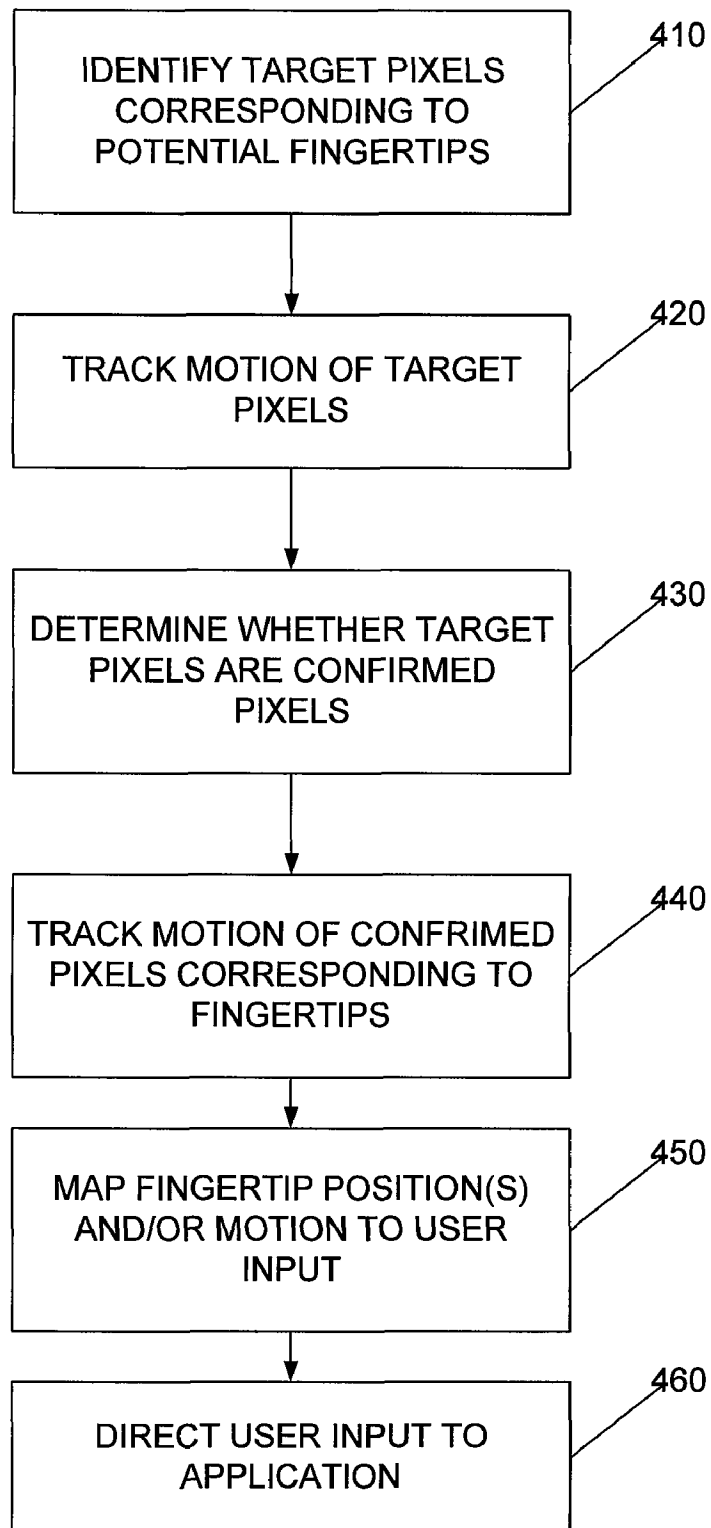 410
IDENTIFY TARGET PIXELS
CORRESPONDING TO
POTENTIAL FINGERTIPS
420
TRACK MOTION OF TARGET
PIXELS
430
DETERMINE WHETHER TARGET
PIXELS ARE CONFIRMED
PIXELS
440
TRACK MOTION OF CONFRIMED
PIXELS CORRESPONDING TO
FINGERTIPS
450
MAP FINGERTIP POSITION(S)
AND/OR MOTION TO USER
INPUT
460
DIRECT USER INPUT TO
APPLICATION